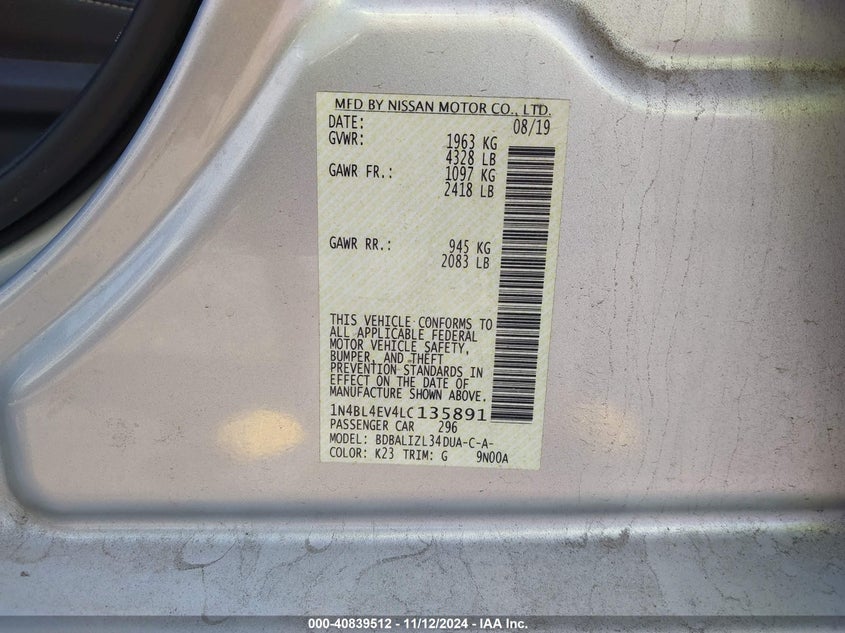 MFD BY NISSAN MOTOR CO., LTD.
DATE: 08/19
GVWR: 1963 KG
4328 LB
GAWR FR.: 1097 KG
2418 LB
GAWR RR.: 945 KG
2083 LB
THIS VEHICLE CONFORMS TO
ALL APPLICABLE FEDERAL
MOTOR VEHICLE SAFETY,
BUMPER, AND THEFT
PREVENTION STANDARDS IN
EFFECT ON THE DATE OF
MANUFACTURE SHOWN ABOVE.
1N4BL4EV4LC135891
PASSENGER CAR 296
MODEL: BDBALIZL34DUA-C-A-
COLOR: K23 TRIM: G 9N00A
000-40839512 - 11/12/2024 - IAA Inc.